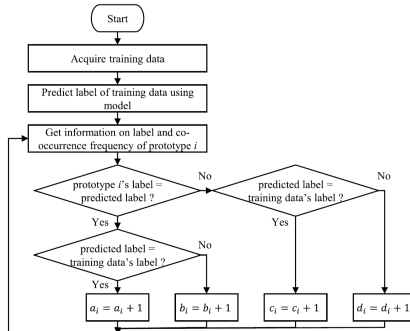 Start
Acquire training data
Predict label of training data using
model
Get information on label and co-
occurrence frequency of prototype i
prototype i's label =
predicted label ?
No
predicted label =
training data's label ?
No
Yes
Yes
predicted label =
training data's label ?
No
Yes
a_i = a_i + 1
b_i = b_i + 1
c_i = c_i + 1
d_i = d_i + 1